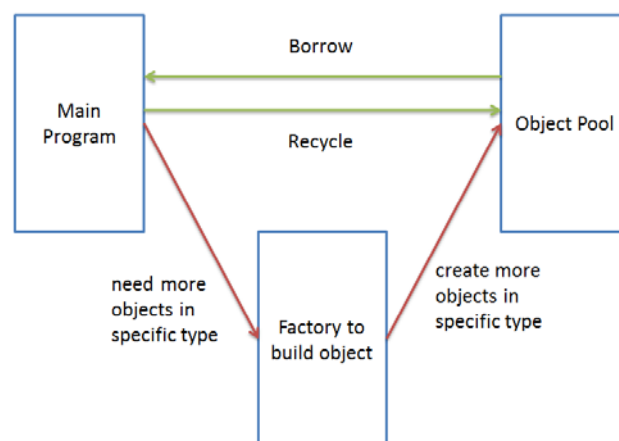 Borrow
Main
Program
Object Pool
Recycle
need more
objects in
specific type
create more
objects in
specific type
Factory to
build object